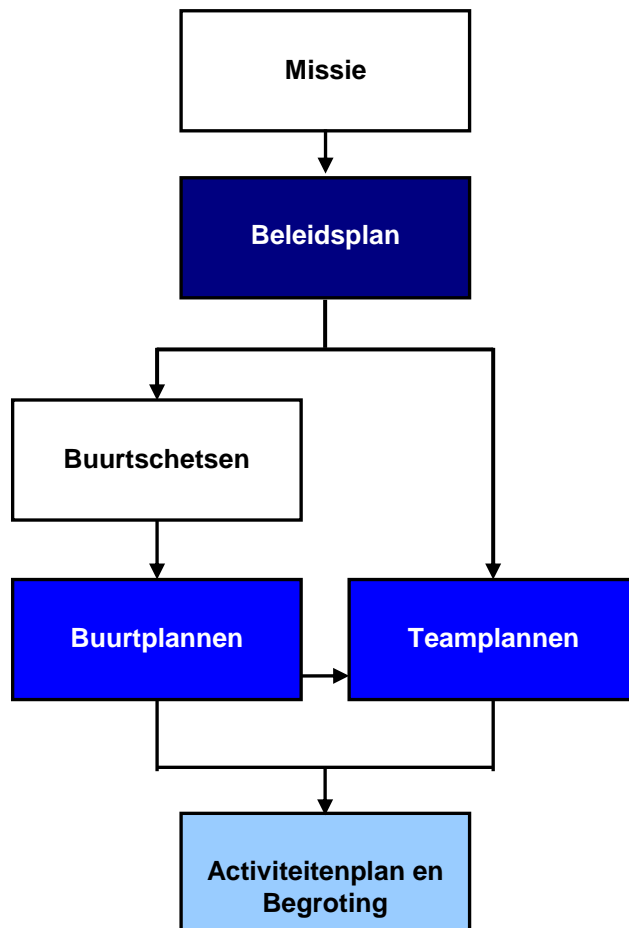 Missie
Beleidsplan
Buurtschetsen
Buurtplannen
Teamplannen
Activiteitenplan en
Begroting